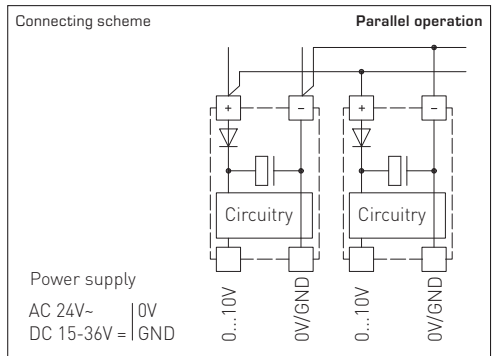 Connecting scheme
Parallel operation
+ − + −
Circuitry Circuitry
Power supply
AC 24V~ | 0V
DC 15-36V = | GND
0...10V
0V/GND
0...10V
0V/GND